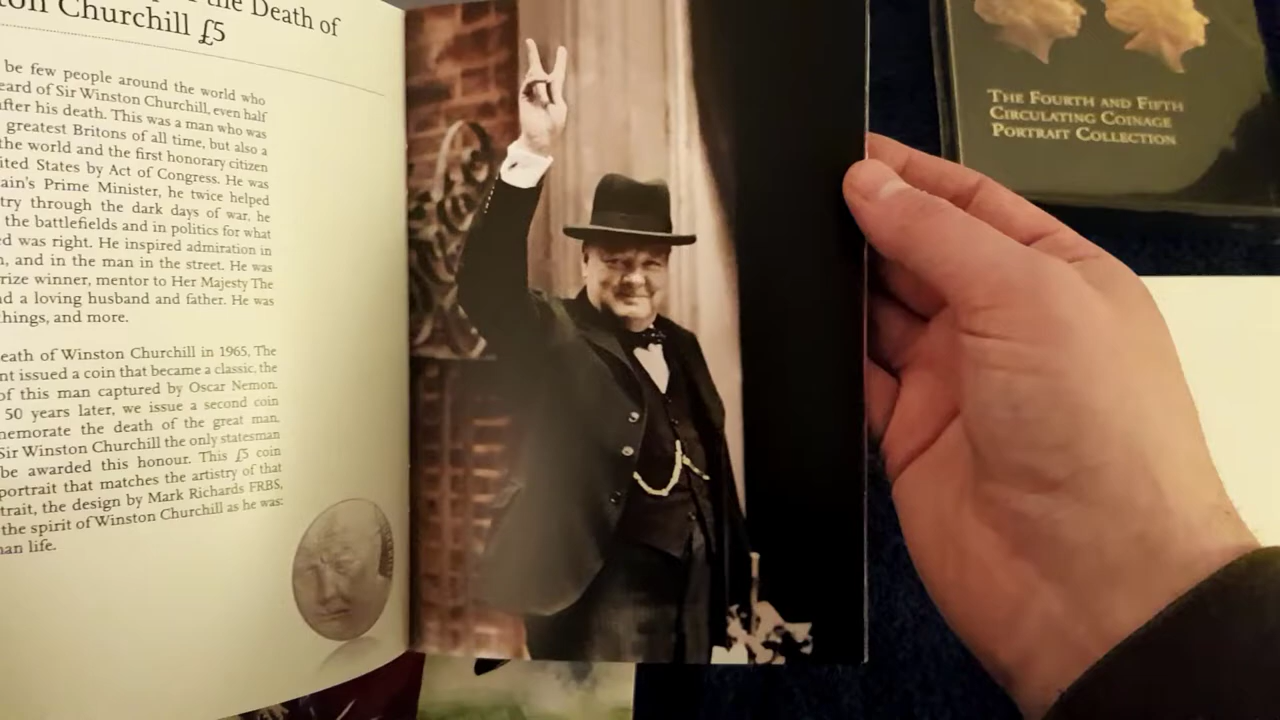 the Death of
ton Churchill £5
be few people around the world who
eard of Sir Winston Churchill, even half
after his death. This was a man who was
greatest Britons of all time, but also a
the world and the first honorary citizen
ited States by Act of Congress. He was
ain's Prime Minister, he twice helped
try through the dark days of war, he
the battlefields and in politics for what
ed was right. He inspired admiration in
n, and in the man in the street. He was
rize winner, mentor to Her Majesty The
nd a loving husband and father. He was
things, and more.
eath of Winston Churchill in 1965, The
nt issued a coin that became a classic, the
of this man captured by Oscar Nemon.
50 years later, we issue a second coin
memorate the death of the great man,
Sir Winston Churchill the only statesman
be awarded this honour. This £5 coin
portrait that matches the artistry of that
trait, the design by Mark Richards FRBS,
the spirit of Winston Churchill as he was:
an life.
The Fourth and Fifth
Circulating Coinage
Portrait Collection